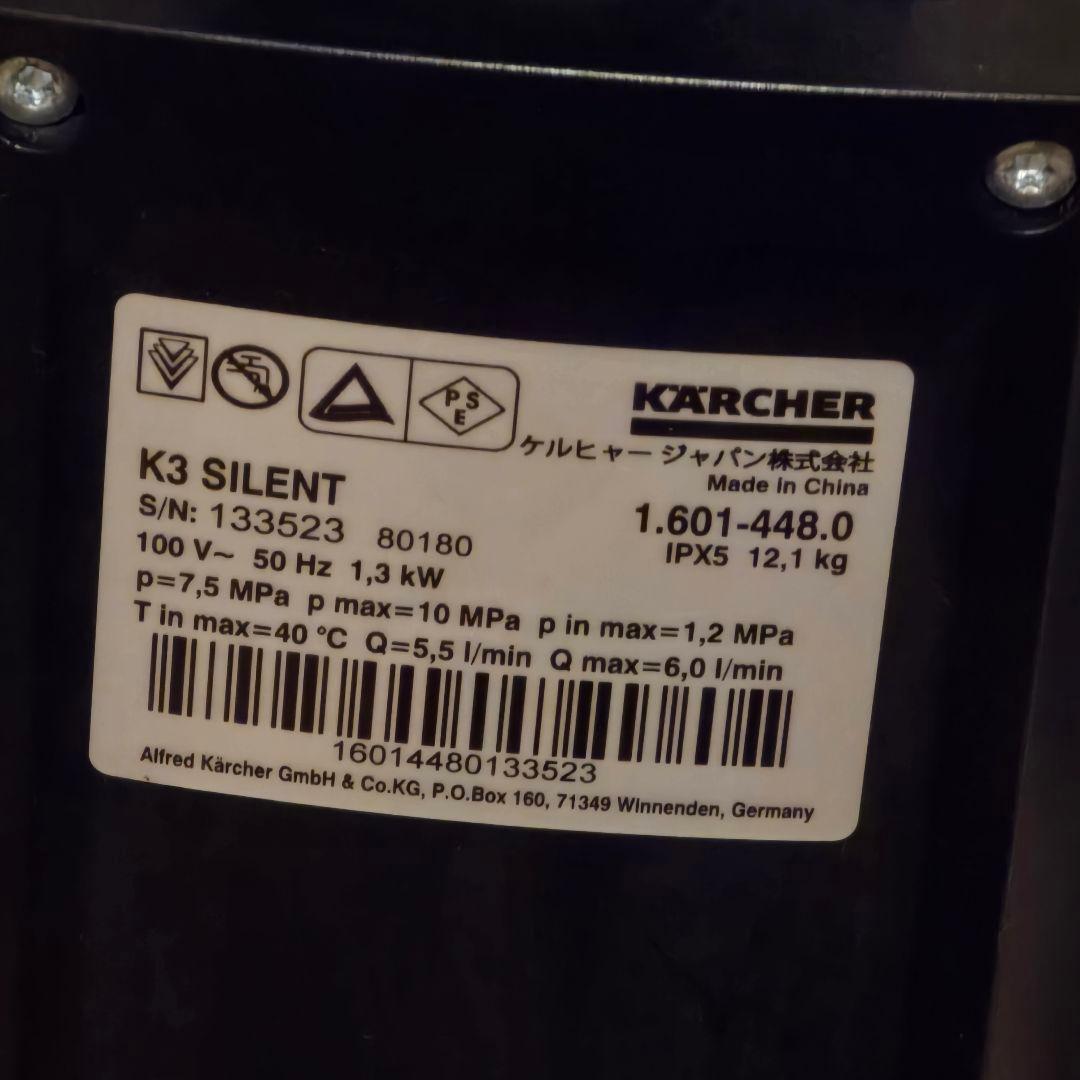 P S
E
KÄRCHER
ケルヒャー ジャパン株式会社
Made in China
K3 SILENT
1.601-448.0
S/N: 133523 80180
IPX5 12,1 kg
100 V~ 50 Hz 1,3 kW
p=7,5 MPa p max=10 MPa p in max=1,2 MPa
T in max=40 °C Q=5,5 l/min Q max=6,0 l/min
16014480133523
Alfred Kärcher GmbH & Co.KG, P.O.Box 160, 71349 Winnenden, Germany